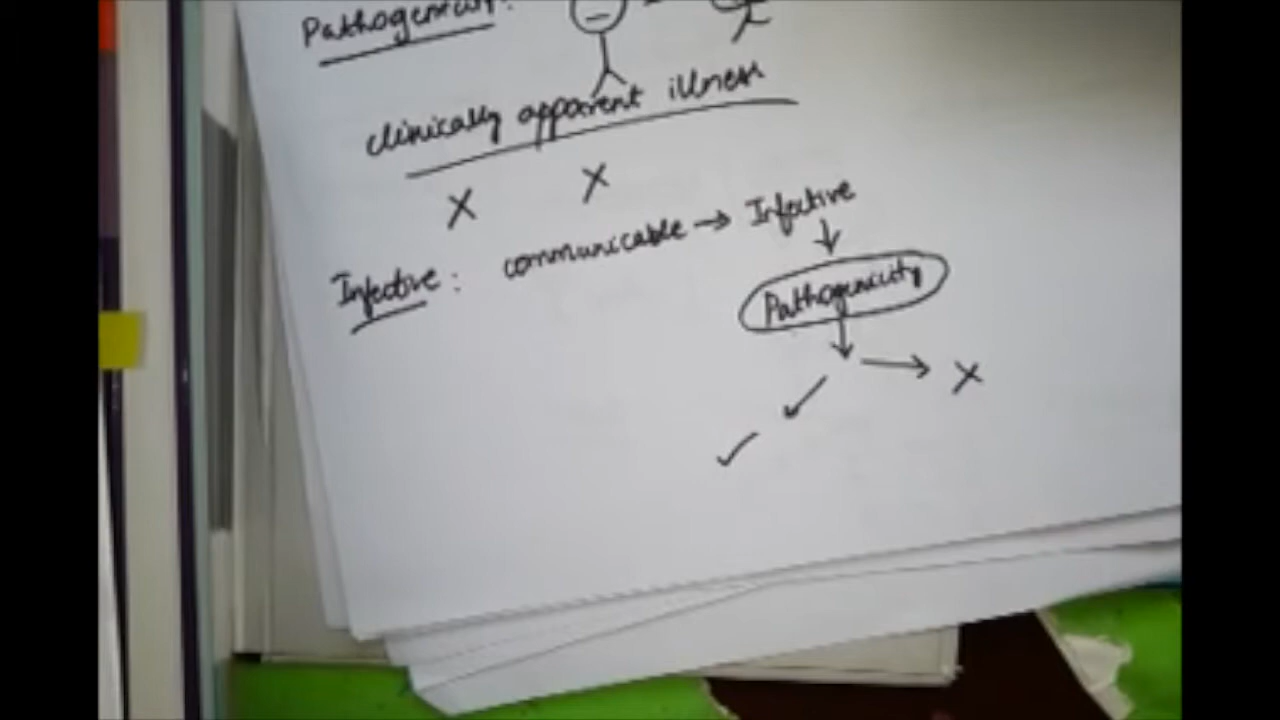 Pathogenicity:
clinically apparent illness
X X
Infective: communicable → Infective
↓
Pathogenicity
↓ → X
✓
✓